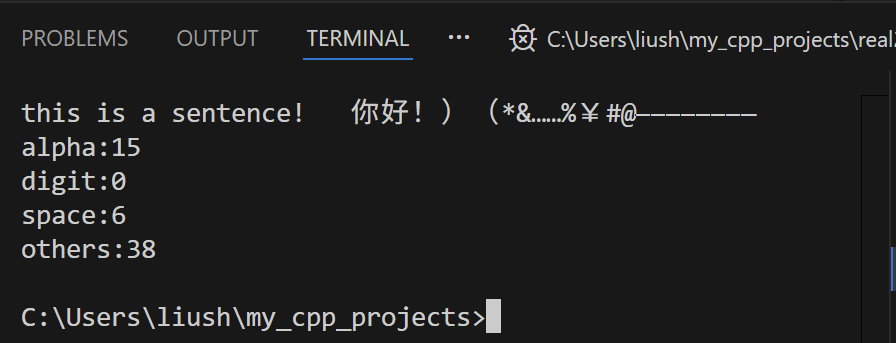 PROBLEMS OUTPUT TERMINAL ··· C:\Users\liush\my_cpp_projects\real
this is a sentence!   你好！）（*&……%￥#@————————
alpha:15
digit:0
space:6
others:38
C:\Users\liush\my_cpp_projects>